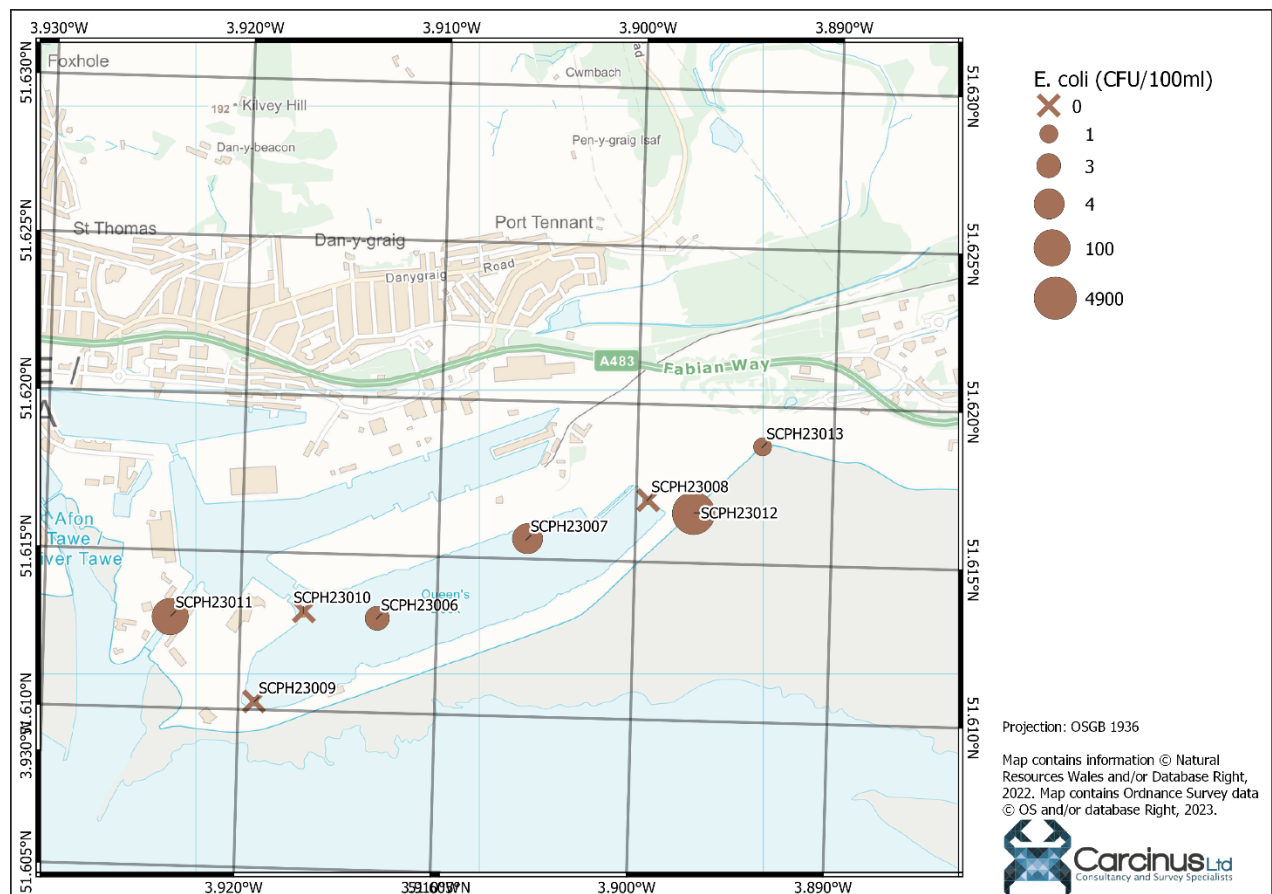 3.930°W 3.920°W 3.910°W 3.900°W 3.890°W
51.630°N
51.625°N
51.620°N
51.615°N
51.610°N
3.930°W
51.605°N
51.630°N
51.625°N
51.620°N
51.615°N
51.610°N
3.920°W 3.900°W 3.890°W
Foxhole
192 Kilvey Hill
Dan-y-beacon
Cwmbach
Pen-y-graig Isaf
ad
St Thomas
Dan-y-graig
Port Tennant
Danygraig Road
A483
Fabian Way
SCPH23013
SCPH23008
SCPH23012
SCPH23007
Afon
Tawe /
iver Tawe
SCPH23011
SCPH23010
SCPH23006
Queen's
SCPH23009
E. coli (CFU/100ml)
0
1
3
4
100
4900
Projection: OSGB 1936
Map contains information © Natural
Resources Wales and/or Database Right,
2022. Map contains Ordnance Survey data
© OS and/or database Right, 2023.
Carcinus Ltd
Consultancy and Survey Specialists